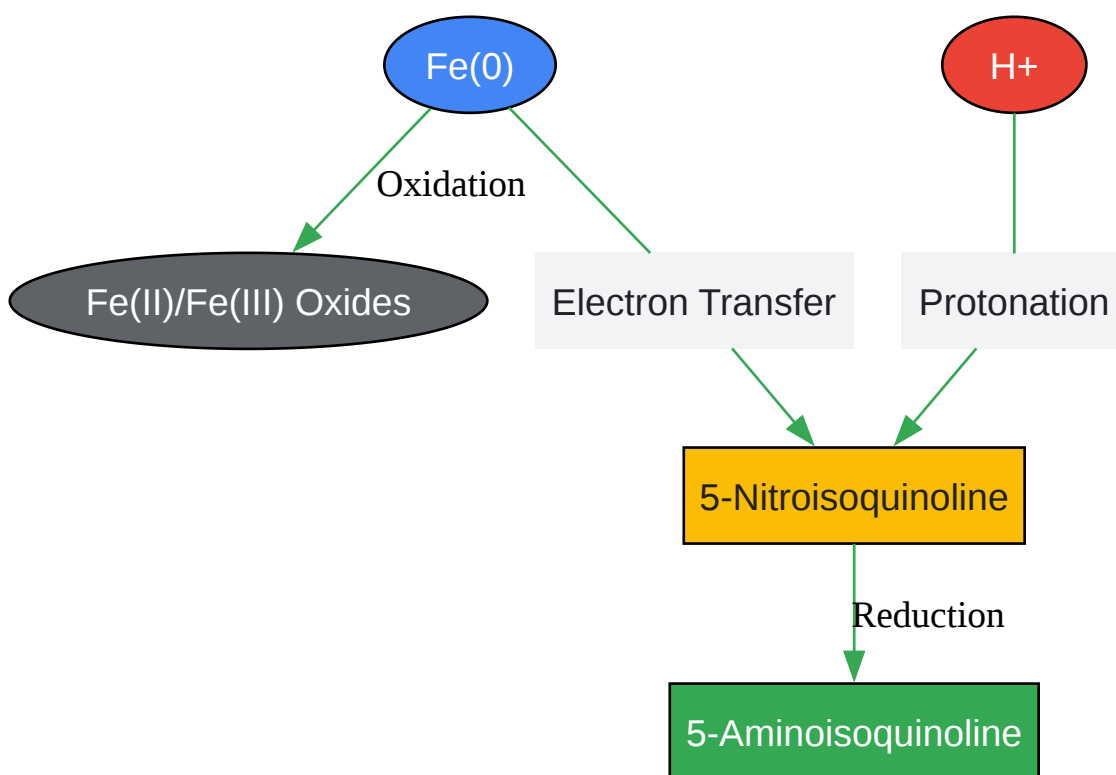 Fe(0)
H+
Oxidation
Fe(II)/Fe(III) Oxides
Electron Transfer
Protonation
5-Nitroisoquinoline
Reduction
5-Aminoisoquinoline